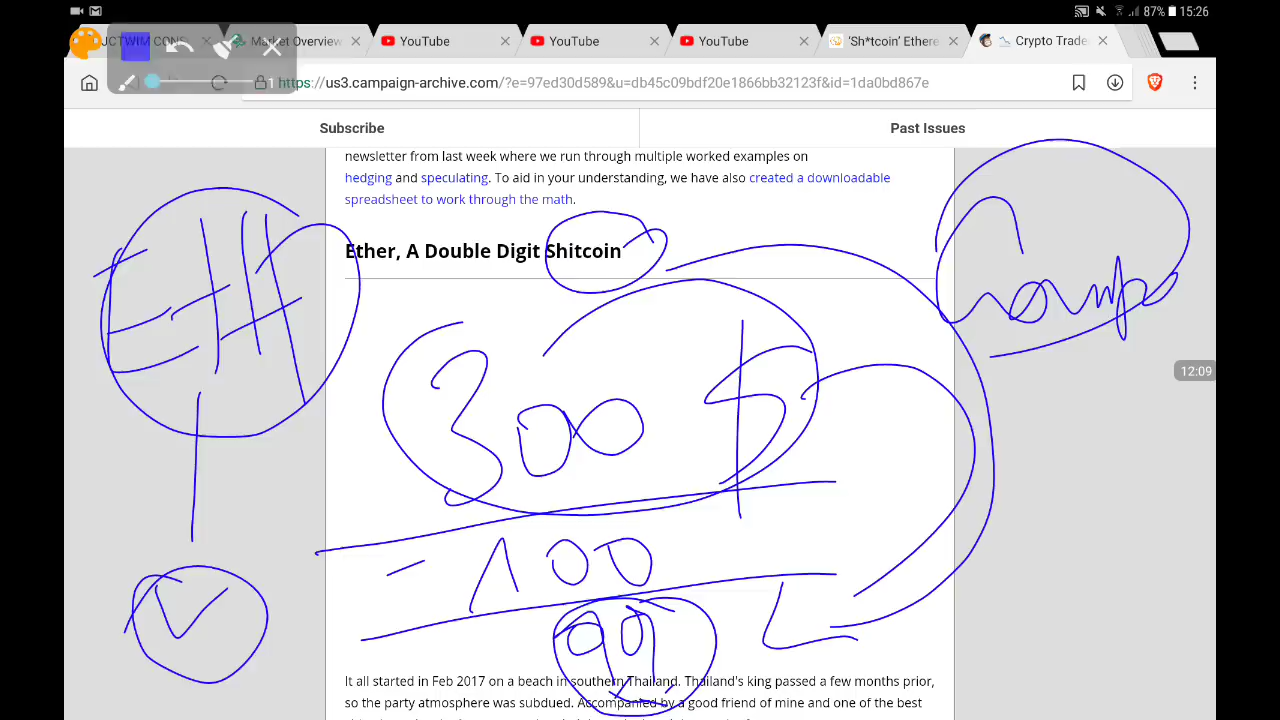 87% 15:26
JCTWIM CONS
Market Overview
YouTube
YouTube
YouTube
'Sh*tcoin' Ethere
Crypto Trade
1 https://us3.campaign-archive.com/?e=97ed30d589&u=db45c09bdf20e1866bb32123f&id=1da0bd867e
Subscribe
Past Issues
newsletter from last week where we run through multiple worked examples on
hedging and speculating. To aid in your understanding, we have also created a downloadable
spreadsheet to work through the math.
Ether, A Double Digit Shitcoin
ETH
300 $
12:09
- 100
99
It all started in Feb 2017 on a beach in southern Thailand. Thailand's king passed a few months prior,
so the party atmosphere was subdued. Accompanied by a good friend of mine and one of the best